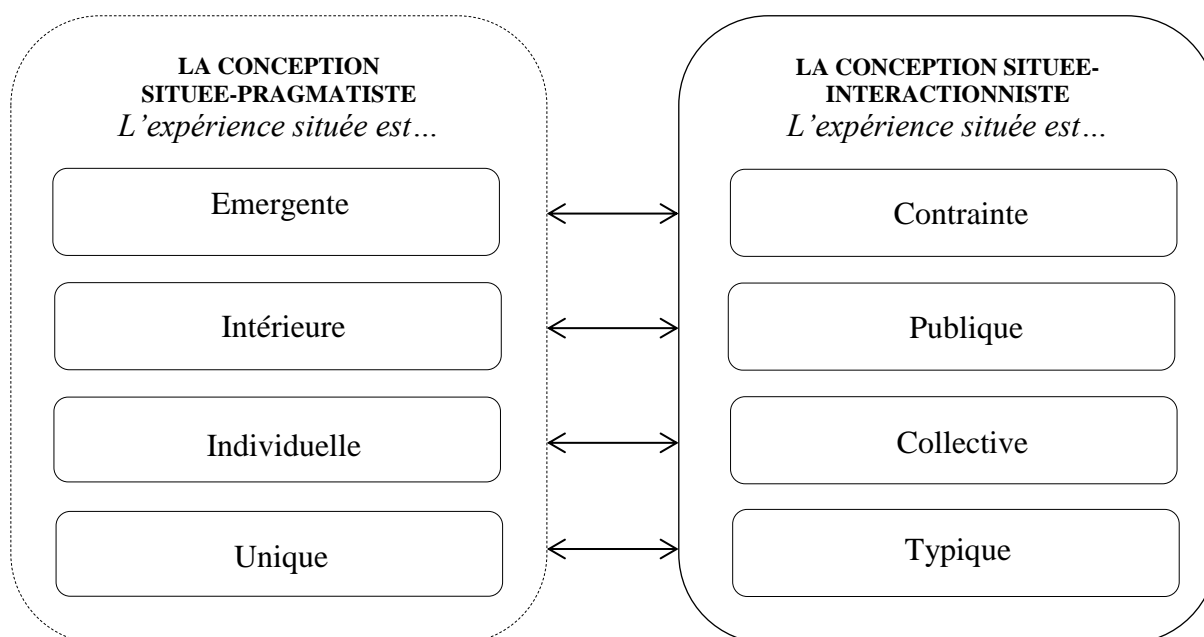 LA CONCEPTION
SITUEE-PRAGMATISTE
L'expérience située est…
Emergente
Intérieure
Individuelle
Unique
LA CONCEPTION SITUEE-
INTERACTIONNISTE
L'expérience située est…
Contrainte
Publique
Collective
Typique